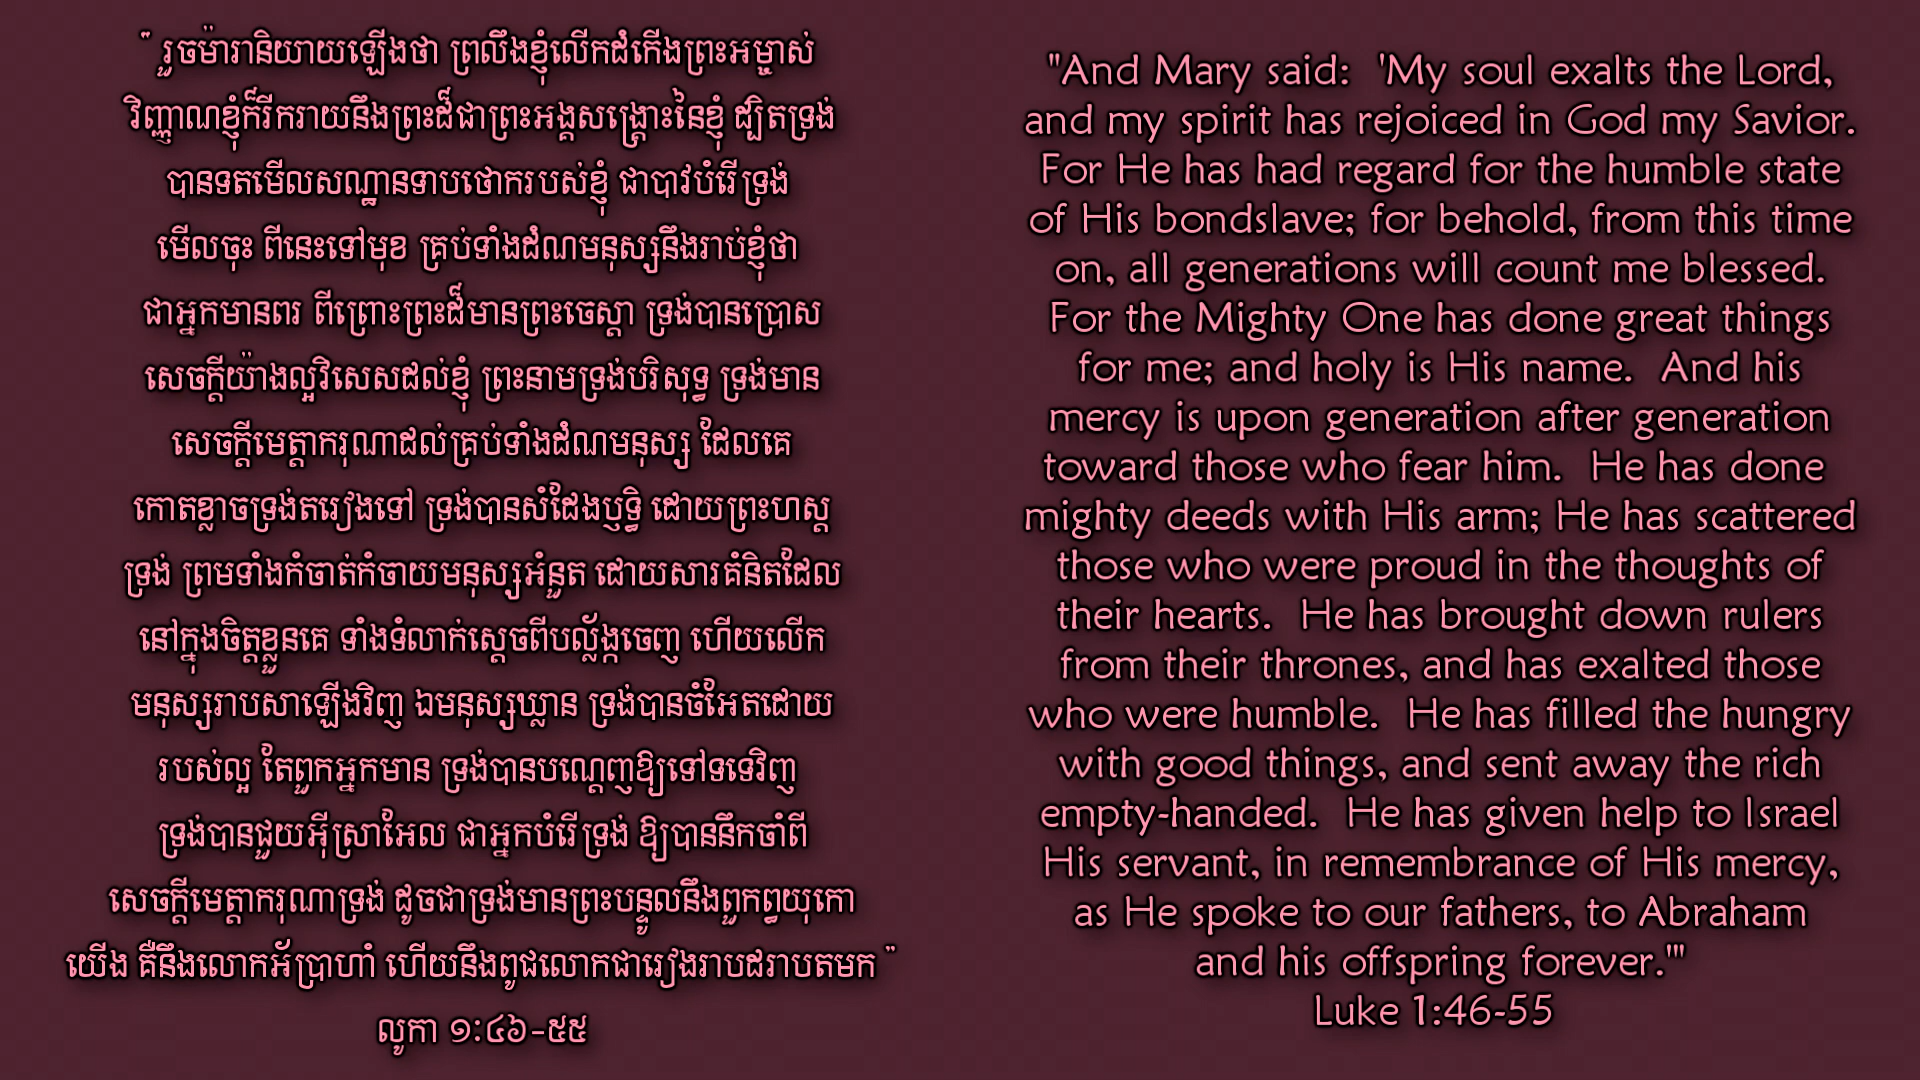 " រួចម៉ារានិយាយឡើងថា ព្រលឹងខ្ញុំលើកដំកើងព្រះអម្ចាស់
វិញ្ញាណខ្ញុំក៏រីករាយនឹងព្រះដ៏ជាព្រះអង្គសង្គ្រោះនៃខ្ញុំ ដ្បិតទ្រង់
បានទតមើលសណ្ឋានទាបថោករបស់ខ្ញុំ ជាបាវបំរើទ្រង់
មើលចុះ ពីនេះទៅមុខ គ្រប់ទាំងដំណមនុស្សនឹងរាប់ខ្ញុំថា
ជាអ្នកមានពរ ពីព្រោះព្រះដ៏មានព្រះចេស្តា ទ្រង់បានប្រោស
សេចក្ដីយ៉ាងល្អវិសេសដល់ខ្ញុំ ព្រះនាមទ្រង់បរិសុទ្ធ ទ្រង់មាន
សេចក្ដីមេត្តាករុណាដល់គ្រប់ទាំងដំណមនុស្ស ដែលគេ
កោតខ្លាចទ្រង់តរៀងទៅ ទ្រង់បានសំដែងឫទ្ធិ ដោយព្រះហស្ត
ទ្រង់ ព្រមទាំងកំចាត់កំចាយមនុស្សអំនួត ដោយសារគំនិតដែល
នៅក្នុងចិត្តខ្លួនគេ ទាំងទំលាក់ស្តេចពីបល្ល័ង្កចេញ ហើយលើក
មនុស្សរាបសាឡើងវិញ ឯមនុស្សឃ្លាន ទ្រង់បានចំអែតដោយ
របស់ល្អ តែពួកអ្នកមាន ទ្រង់បានបណ្តេញឱ្យទៅទទេវិញ
ទ្រង់បានជួយអ៊ីស្រាអែល ជាអ្នកបំរើទ្រង់ ឱ្យបាននឹកចាំពី
សេចក្ដីមេត្តាករុណាទ្រង់ ដូចជាទ្រង់មានព្រះបន្ទូលនឹងពួកព្ធយុកោ
យើង គឺនឹងលោកអ័ប្រាហាំ ហើយនឹងពូជលោកជារៀងរាបដរាបតមក "
លូកា ១:៤៦-៥៥
"And Mary said:  'My soul exalts the Lord,
and my spirit has rejoiced in God my Savior.
For He has had regard for the humble state
of His bondslave; for behold, from this time
on, all generations will count me blessed.
For the Mighty One has done great things
for me; and holy is His name.  And his
mercy is upon generation after generation
toward those who fear him.  He has done
mighty deeds with His arm; He has scattered
those who were proud in the thoughts of
their hearts.  He has brought down rulers
from their thrones, and has exalted those
who were humble.  He has filled the hungry
with good things, and sent away the rich
empty-handed.  He has given help to Israel
His servant, in remembrance of His mercy,
as He spoke to our fathers, to Abraham
and his offspring forever.'"
Luke 1:46-55